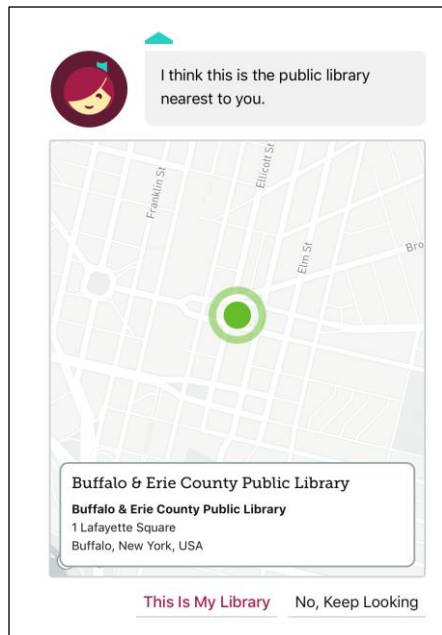 I think this is the public library
nearest to you.
Franklin St
Ellicott St
Elm St
Bro
Buffalo & Erie County Public Library
Buffalo & Erie County Public Library
1 Lafayette Square
Buffalo, New York, USA
This Is My Library No, Keep Looking